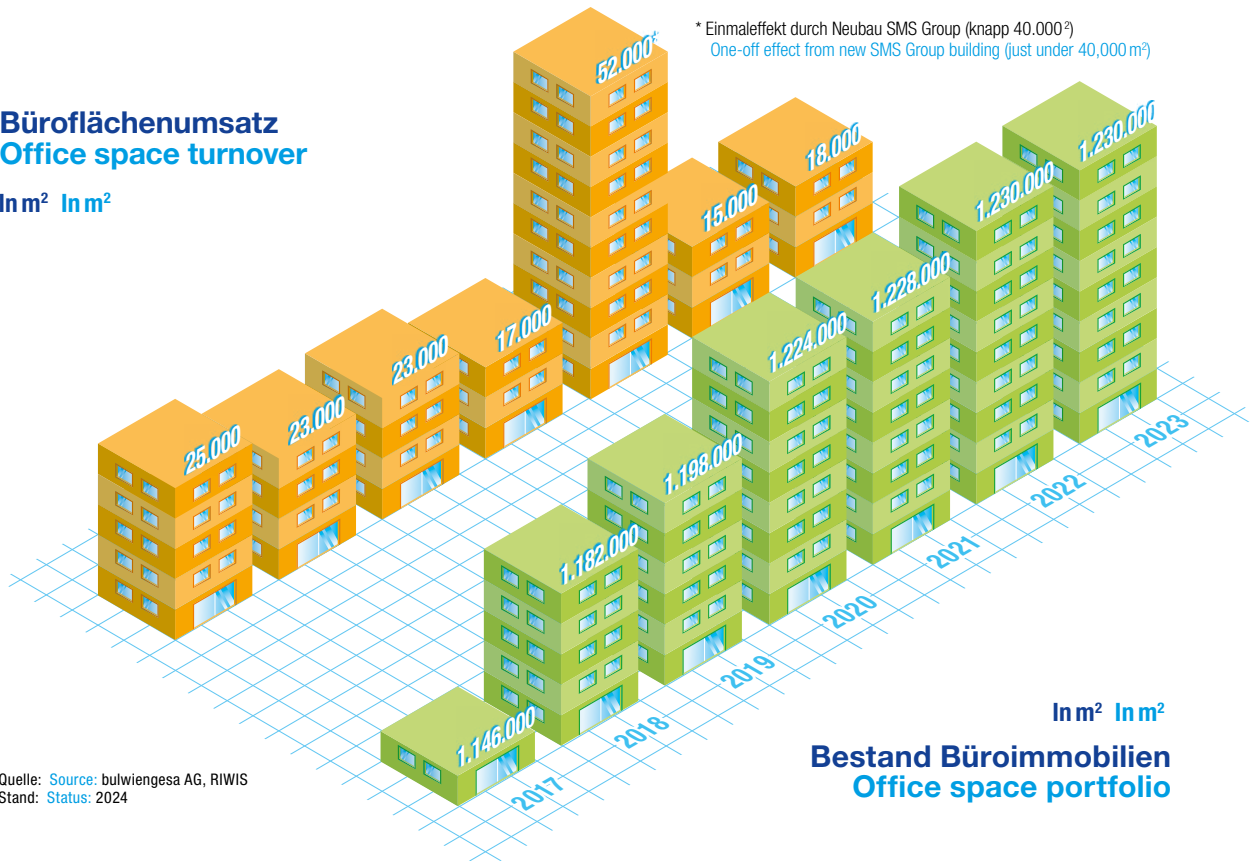 * Einmaleffekt durch Neubau SMS Group (knapp 40.000²)
One-off effect from new SMS Group building (just under 40,000 m²)
Büroflächenumsatz
Office space turnover
In m² In m²
25.000
23.000
23.000
17.000
52.000*
15.000
18.000
1.146.000
1.182.000
1.198.000
1.224.000
1.228.000
1.230.000
1.230.000
2017
2018
2019
2020
2021
2022
2023
In m² In m²
Bestand Büroimmobilien
Office space portfolio
Quelle: Source: bulwiengesa AG, RIWIS
Stand: Status: 2024